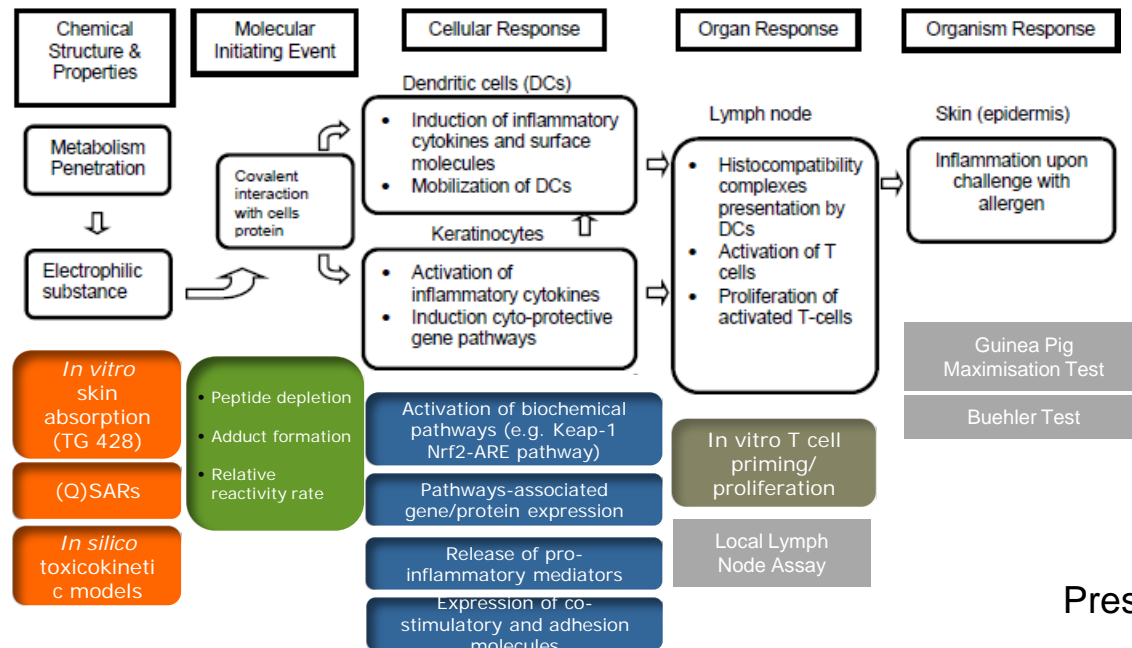 Chemical
Structure &
Properties
Molecular
Initiating Event
Cellular Response
Organ Response
Organism Response
Metabolism
Penetration
Electrophilic
substance
Covalent
interaction
with cells
protein
Dendritic cells (DCs)
• Induction of inflammatory
cytokines and surface
molecules
• Mobilization of DCs
Keratinocytes
• Activation of
inflammatory cytokines
• Induction cyto-protective
gene pathways
Lymph node
• Histocompatibility
complexes
presentation by
DCs
• Activation of T
cells
• Proliferation of
activated T-cells
Skin (epidermis)
Inflammation upon
challenge with
allergen
In vitro
skin
absorption
(TG 428)
(Q)SARs
In silico
toxicokineti
c models
• Peptide depletion
• Adduct formation
• Relative
reactivity rate
Activation of biochemical
pathways (e.g. Keap-1
Nrf2-ARE pathway)
Pathways-associated
gene/protein expression
Release of pro-
inflammatory mediators
Expression of co-
stimulatory and adhesion
molecules
In vitro T cell
priming/
proliferation
Local Lymph
Node Assay
Guinea Pig
Maximisation Test
Buehler Test
Pres